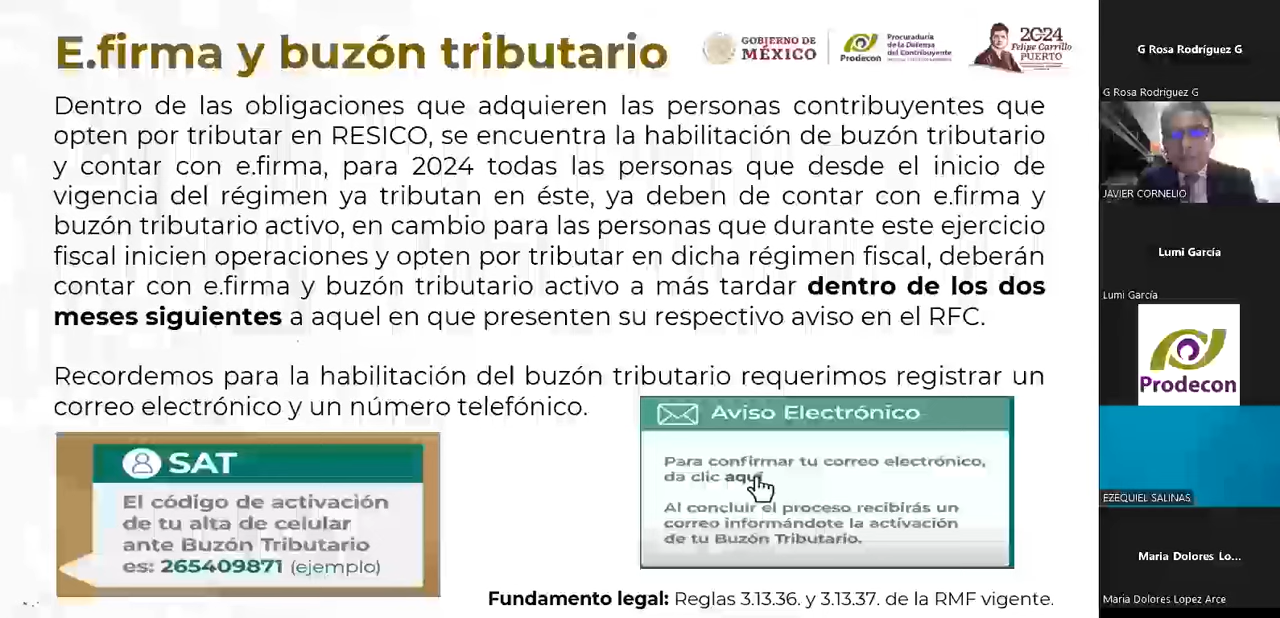 E.firma y buzón tributario
GOBIERNO DE
MÉXICO
Prodecon
Procuraduría
de la Defensa
del Contribuyente
2024
Felipe Carrillo
PUERTO
Dentro de las obligaciones que adquieren las personas contribuyentes que
opten por tributar en RESICO, se encuentra la habilitación de buzón tributario
y contar con e.firma, para 2024 todas las personas que desde el inicio de
vigencia del régimen ya tributan en éste, ya deben de contar con e.firma y
buzón tributario activo, en cambio para las personas que durante este ejercicio
fiscal inicien operaciones y opten por tributar en dicha régimen fiscal, deberán
contar con e.firma y buzón tributario activo a más tardar dentro de los dos
meses siguientes a aquel en que presenten su respectivo aviso en el RFC.
Recordemos para la habilitación del buzón tributario requerimos registrar un
correo electrónico y un número telefónico.
SAT
El código de activación
de tu alta de celular
ante Buzón Tributario
es: 265409871 (ejemplo)
Aviso Electrónico
Para confirmar tu correo electrónico,
da clic aquí
Al concluir el proceso recibirás un
correo informándote la activación
de tu Buzón Tributario.
Fundamento legal: Reglas 3.13.36. y 3.13.37. de la RMF vigente.
G Rosa Rodríguez G
G Rosa Rodríguez G
JAVIER CORNELIO
Lumi García
Lumi García
Prodecon
EZEQUIEL SALINAS
Maria Dolores Lo...
Maria Dolores Lopez Arce